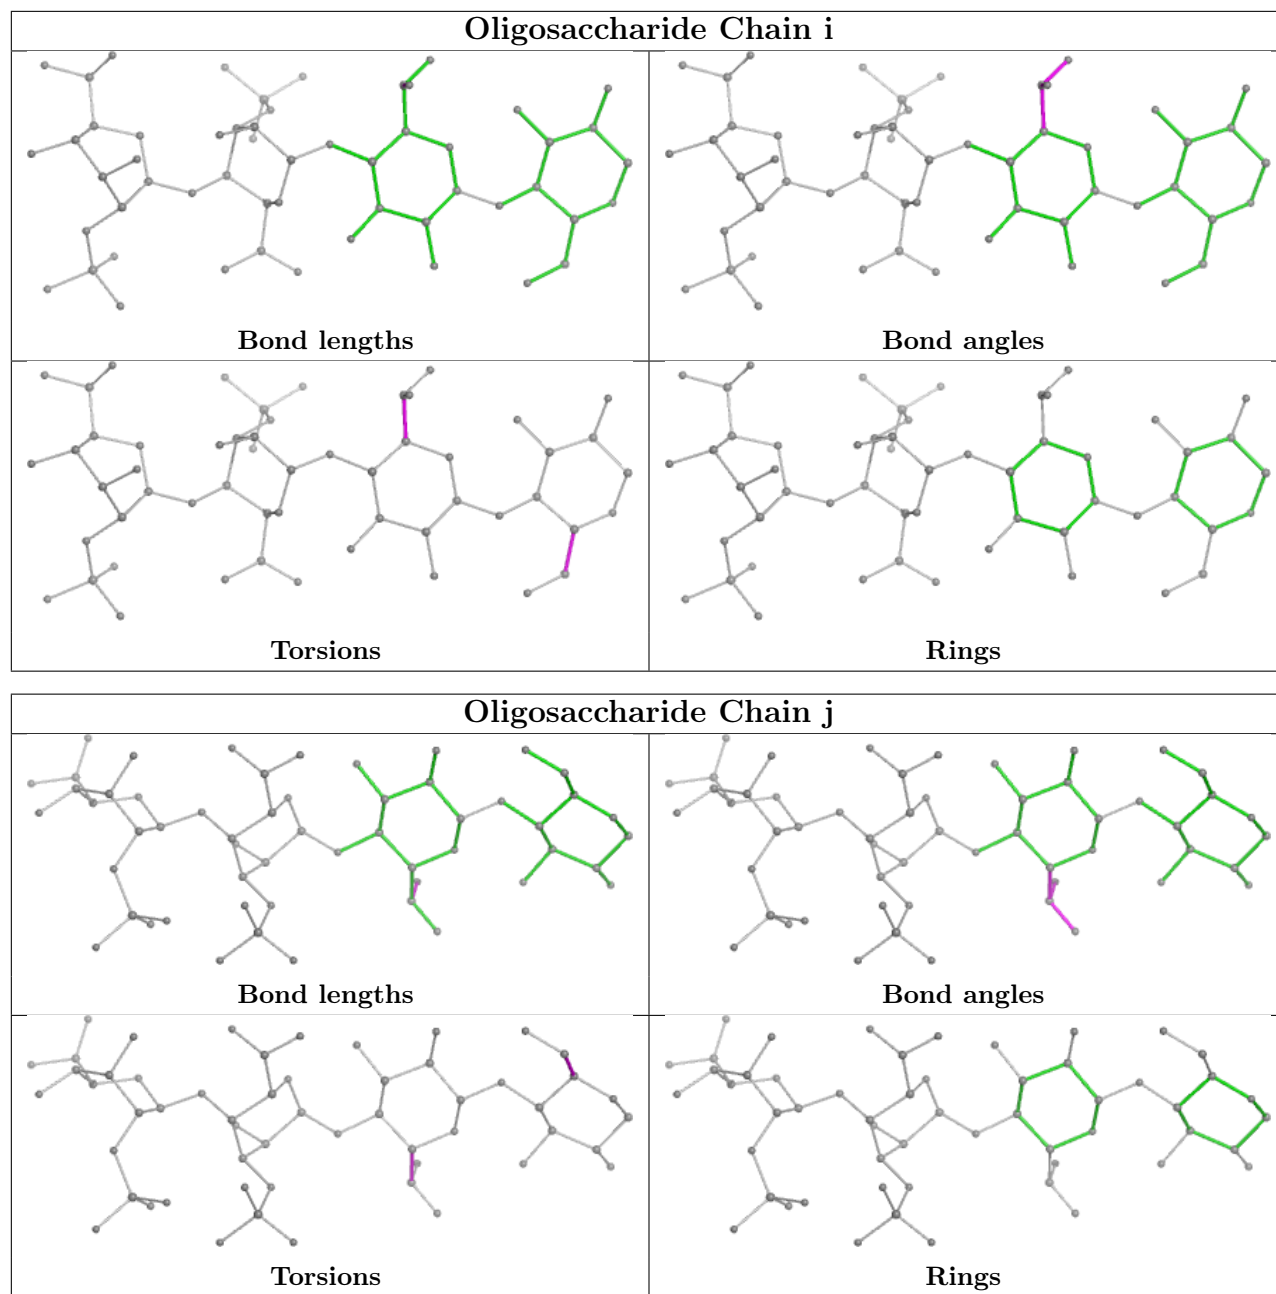 Oligosaccharide Chain i
Bond lengths
Bond angles
Torsions
Rings
Oligosaccharide Chain j
Bond lengths
Bond angles
Torsions
Rings